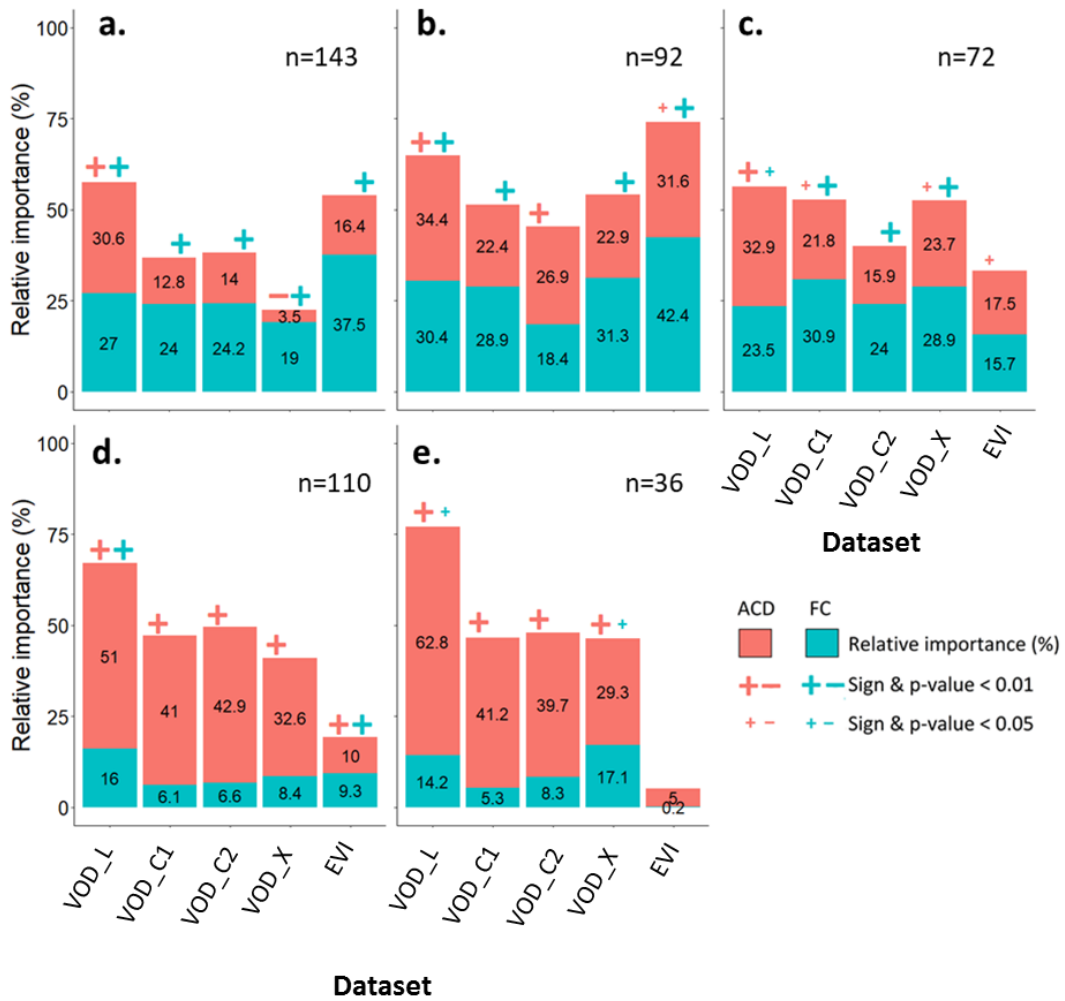 a.
n=143
b.
n=92
c.
n=72
Relative importance (%)
100
75
50
25
0
30.6
12.8
14
3.5
16.4
27
24
24.2
19
37.5
34.4
22.4
26.9
22.9
31.6
30.4
28.9
18.4
31.3
42.4
32.9
21.8
15.9
23.7
17.5
23.5
30.9
24
28.9
15.7
VOD_L
VOD_C1
VOD_C2
VOD_X
EVI
Dataset
d.
n=110
e.
n=36
Relative importance (%)
100
75
50
25
0
51
41
42.9
32.6
10
16
6.1
6.6
8.4
9.3
62.8
41.2
39.7
29.3
5
14.2
5.3
8.3
17.1
0.2
VOD_L
VOD_C1
VOD_C2
VOD_X
EVI
VOD_L
VOD_C1
VOD_C2
VOD_X
EVI
Dataset
ACD FC
Relative importance (%)
Sign & p-value < 0.01
Sign & p-value < 0.05